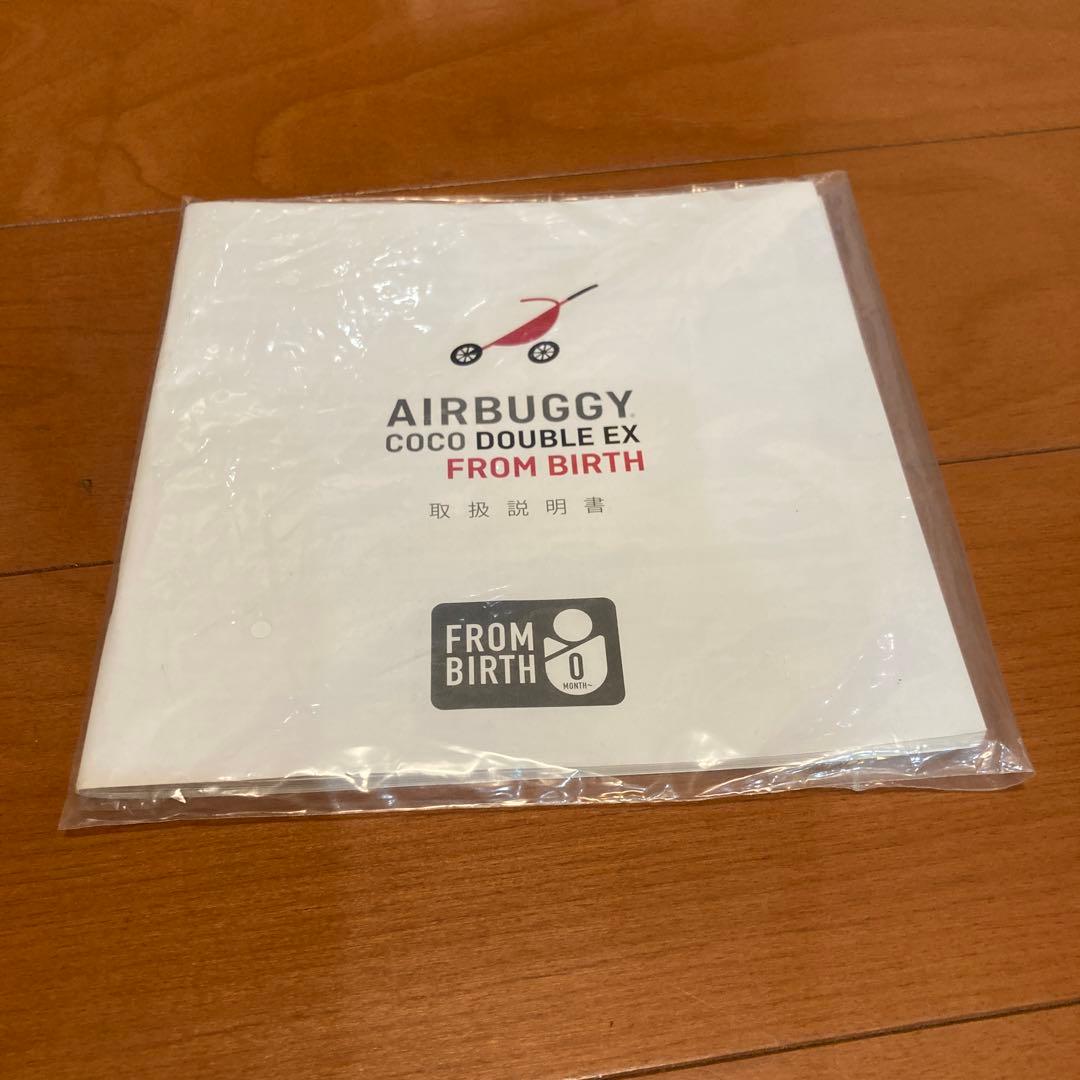 AIRBUGGY®
COCO DOUBLE EX
FROM BIRTH
取扱説明書
FROM
BIRTH
0
MONTH~